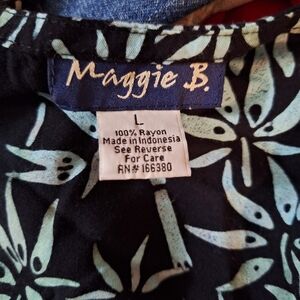 Maggie B.
L
100% Rayon
Made in Indonesia
See Reverse
For Care
RN# 166380